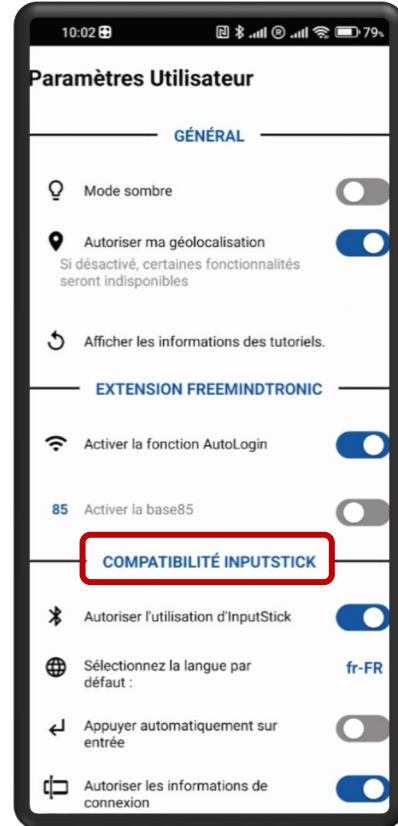 10:02
79%
Paramètres Utilisateur
GÉNÉRAL
Mode sombre
Autoriser ma géolocalisation
Si désactivé, certaines fonctionnalités
seront indisponibles
Afficher les informations des tutoriels.
EXTENSION FREEMINDTRONIC
Activer la fonction AutoLogin
85 Activer la base85
COMPATIBILITÉ INPUTSTICK
Autoriser l'utilisation d'InputStick
Sélectionnez la langue par
défaut :
fr-FR
Appuyer automatiquement sur
entrée
Autoriser les informations de
connexion